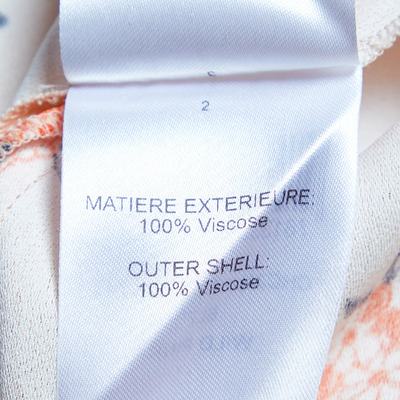 2
MATIERE EXTERIEURE:
100% Viscose
OUTER SHELL:
100% Viscose